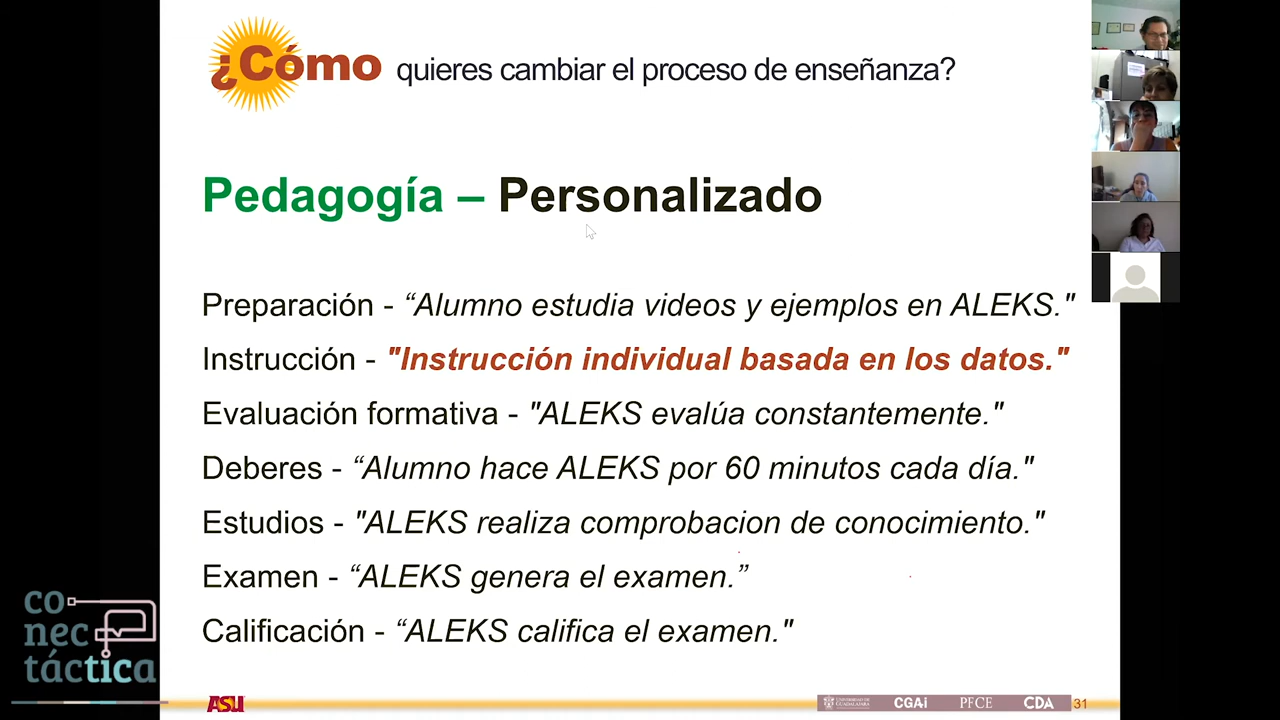 ¿Cómo quieres cambiar el proceso de enseñanza?
Pedagogía – Personalizado
Preparación - “Alumno estudia videos y ejemplos en ALEKS."
Instrucción - "Instrucción individual basada en los datos."
Evaluación formativa - "ALEKS evalúa constantemente."
Deberes - “Alumno hace ALEKS por 60 minutos cada día."
Estudios - "ALEKS realiza comprobacion de conocimiento."
Examen - “ALEKS genera el examen.”
Calificación - “ALEKS califica el examen."
co
nec
táctica
ASU
UNIVERSIDAD DE
GUADALAJARA
CGAi
PFCE
CDA
31